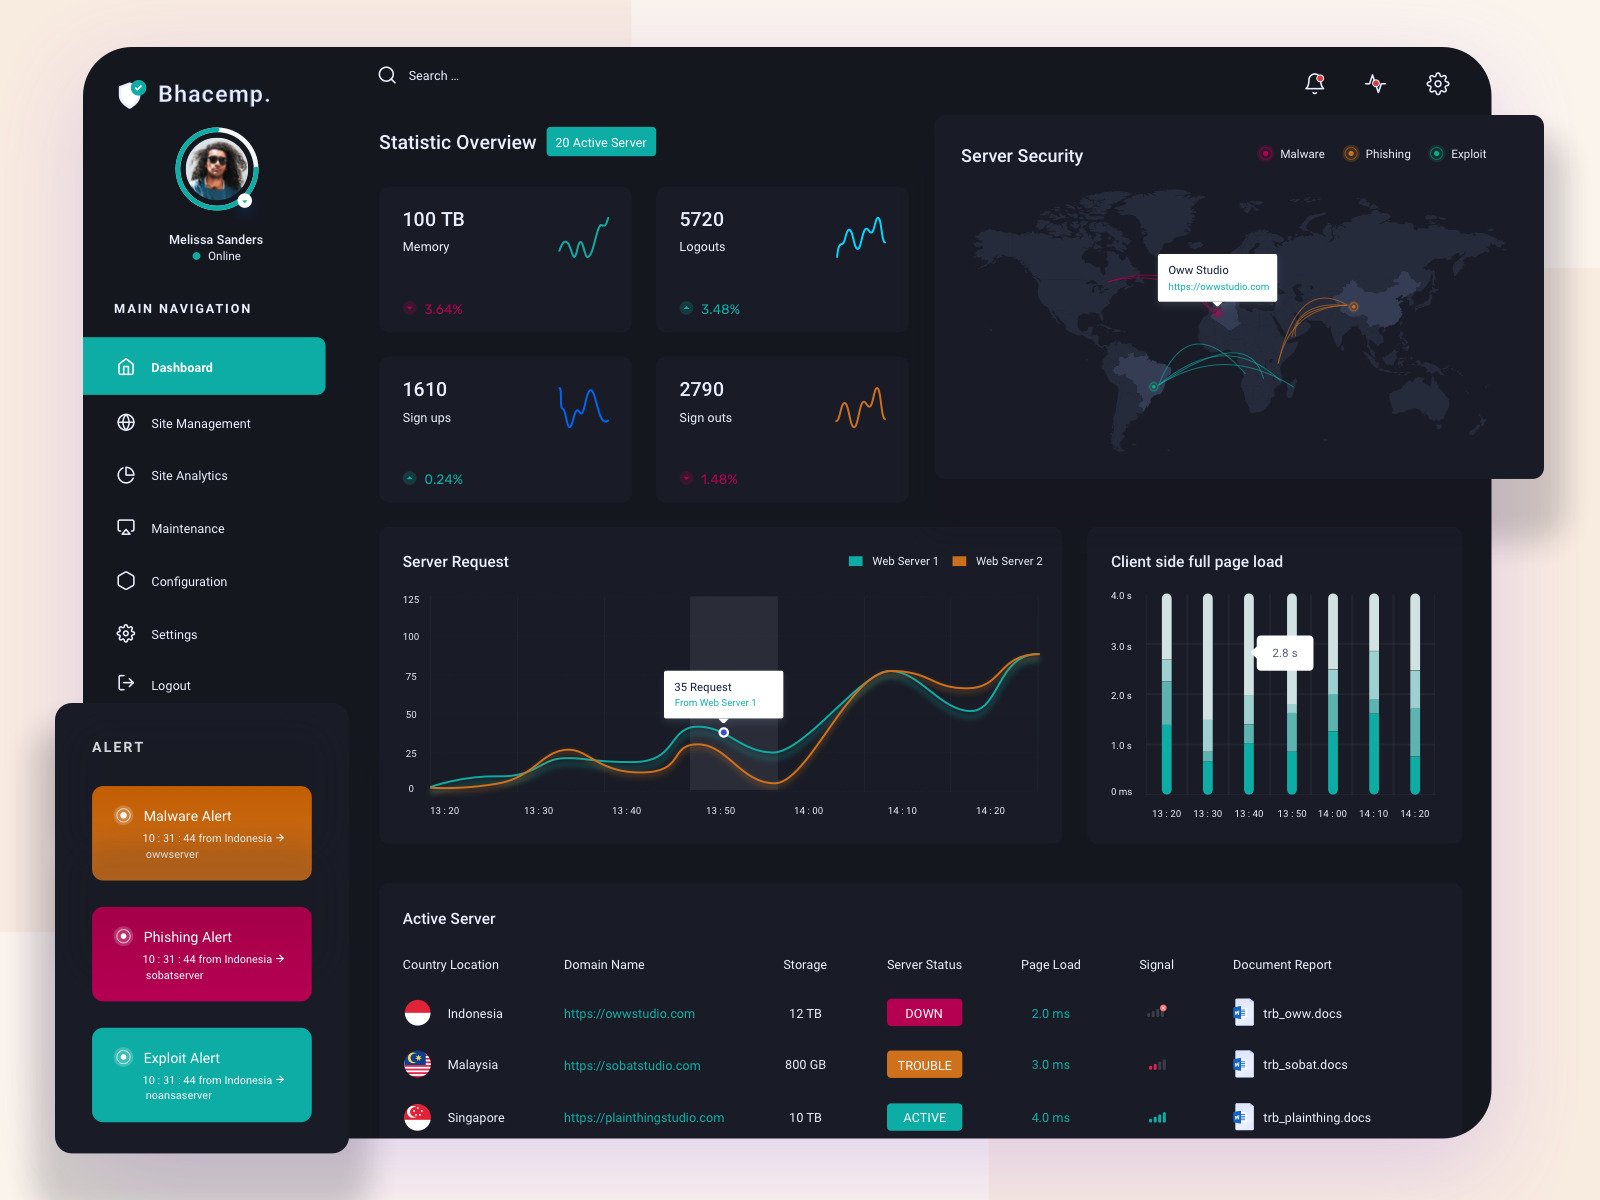 Bhacemp.
Melissa Sanders
Online
MAIN NAVIGATION
Dashboard
Site Management
Site Analytics
Maintenance
Configuration
Settings
Logout
ALERT
Malware Alert
10 : 31 : 44 from Indonesia →
owwserver
Phishing Alert
10 : 31 : 44 from Indonesia →
sobatserver
Exploit Alert
10 : 31 : 44 from Indonesia →
noansaserver
Search ...
Statistic Overview
20 Active Server
100 TB
Memory
3.64%
5720
Logouts
3.48%
1610
Sign ups
0.24%
2790
Sign outs
1.48%
Server Security
Malware
Phishing
Exploit
Oww Studio
https://owwstudio.com
Server Request
Web Server 1
Web Server 2
125
100
75
50
25
0
35 Request
From Web Server 1
13 : 20
13 : 30
13 : 40
13 : 50
14 : 00
14 : 10
14 : 20
Client side full page load
4.0 s
3.0 s
2.0 s
1.0 s
0 ms
2.8 s
13 : 20
13 : 30
13 : 40
13 : 50
14 : 00
14 : 10
14 : 20
Active Server
Country Location Domain Name Storage Server Status Page Load Signal Document Report
Indonesia https://owwstudio.com 12 TB DOWN 2.0 ms trb_oww.docs
Malaysia https://sobatstudio.com 800 GB TROUBLE 3.0 ms trb_sobat.docs
Singapore https://plainthingstudio.com 10 TB ACTIVE 4.0 ms trb_plainthing.docs